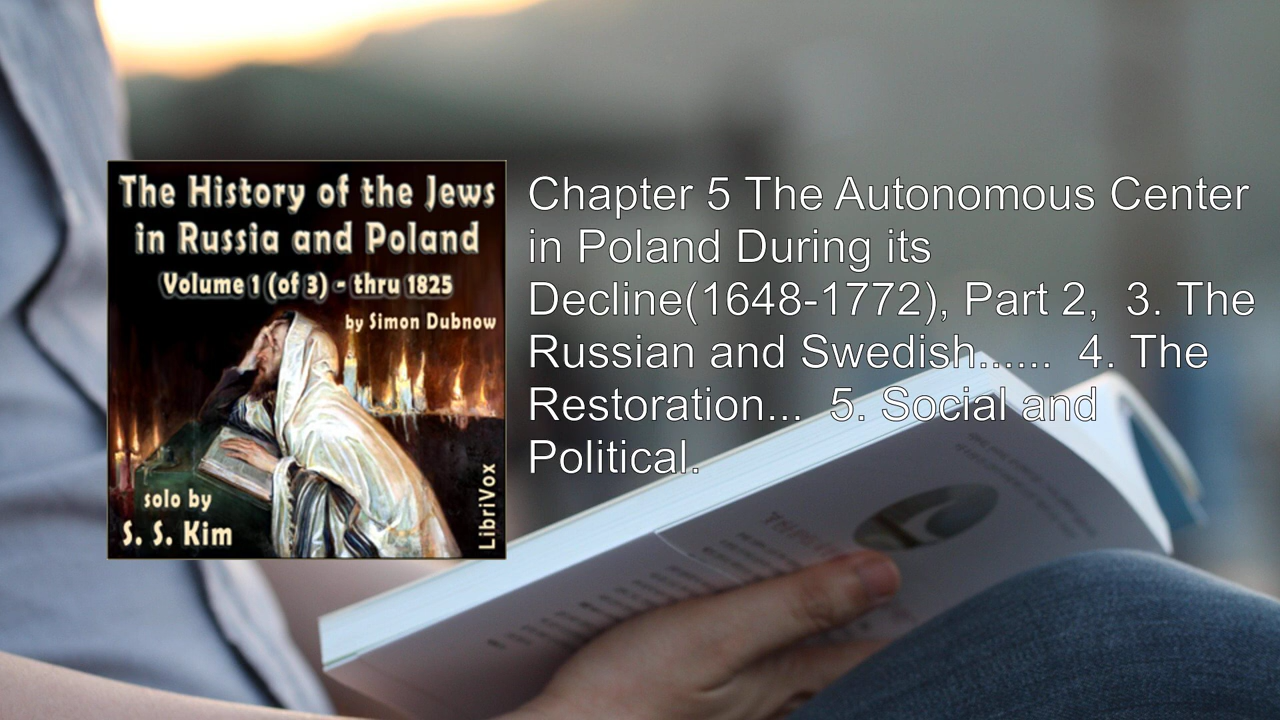 The History of the Jews
in Russia and Poland
Volume 1 (of 3) - thru 1825
by Simon Dubnow
solo by
S. S. Kim
LibriVox
Chapter 5 The Autonomous Center
in Poland During its
Decline(1648-1772), Part 2,  3. The
Russian and Swedish......  4. The
Restoration...  5. Social and
Political.